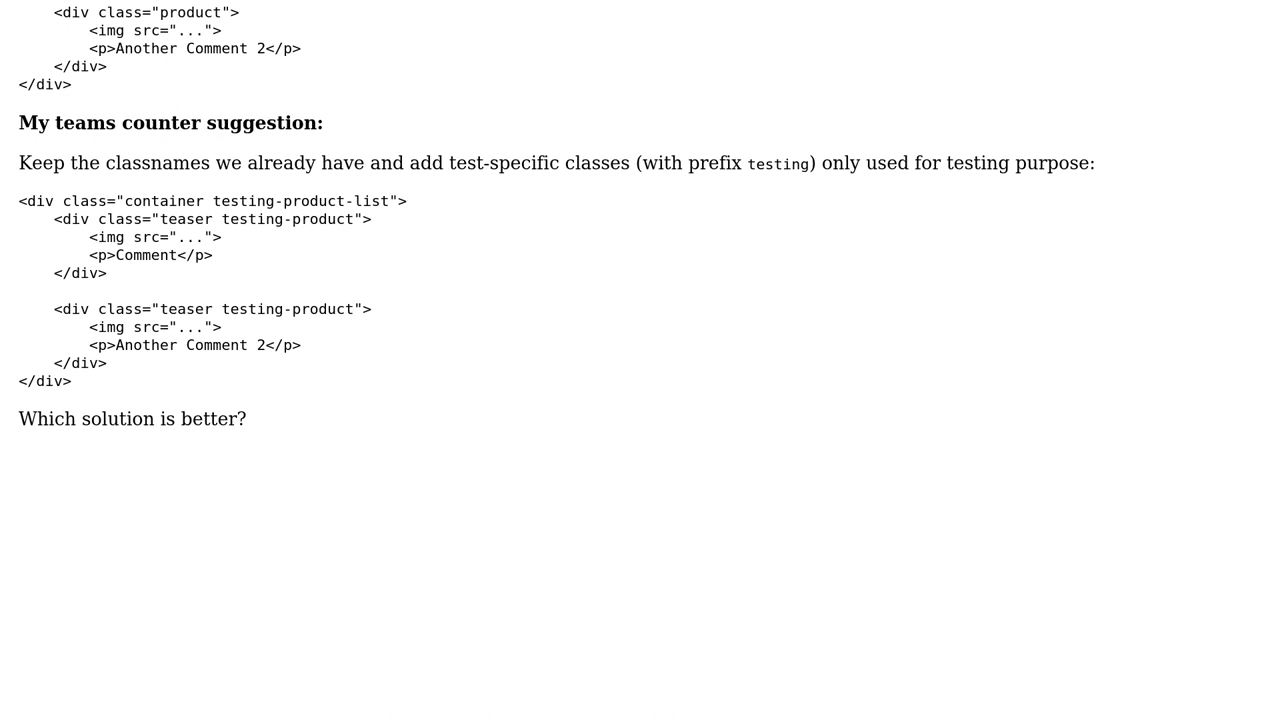 <div class="product">
        <img src="...">
        <p>Another Comment 2</p>
    </div>
</div>
My teams counter suggestion:
Keep the classnames we already have and add test-specific classes (with prefix testing) only used for testing purpose:
<div class="container testing-product-list">
    <div class="teaser testing-product">
        <img src="...">
        <p>Comment</p>
    </div>
    <div class="teaser testing-product">
        <img src="...">
        <p>Another Comment 2</p>
    </div>
</div>
Which solution is better?